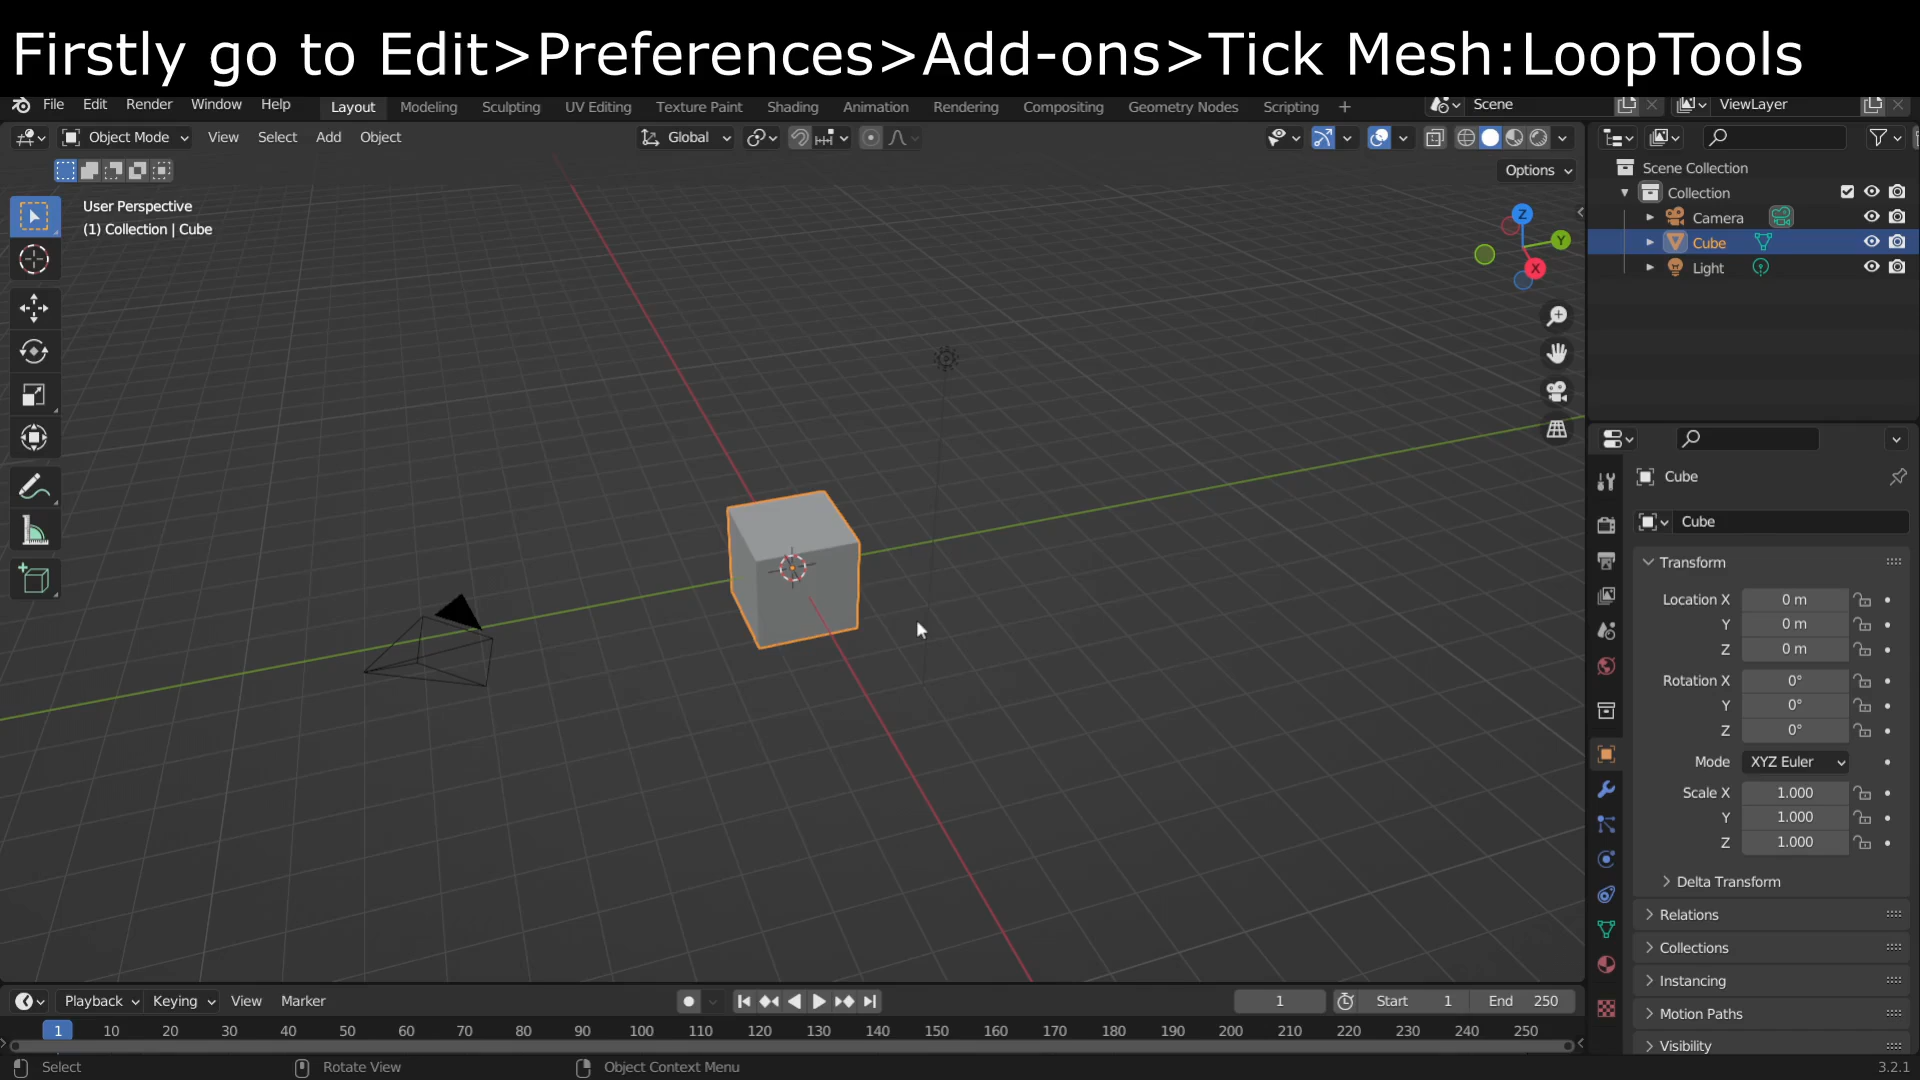 Firstly go to Edit>Preferences>Add-ons>Tick Mesh:LoopTools
File Edit Render Window Help Layout Modeling Sculpting UV Editing Texture Paint Shading Animation Rendering Compositing Geometry Nodes Scripting + Scene ViewLayer
Object Mode View Select Add Object Global
Options
User Perspective
(1) Collection | Cube
Z
Y
X
Scene Collection
Collection
Camera
Cube
Light
Cube
Cube
Transform
Location X 0 m
Y 0 m
Z 0 m
Rotation X 0°
Y 0°
Z 0°
Mode XYZ Euler
Scale X 1.000
Y 1.000
Z 1.000
Delta Transform
Relations
Collections
Instancing
Motion Paths
Visibility
Playback Keying View Marker 1 Start 1 End 250
1 10 20 30 40 50 60 70 80 90 100 110 120 130 140 150 160 170 180 190 200 210 220 230 240 250
Select Rotate View Object Context Menu 3.2.1